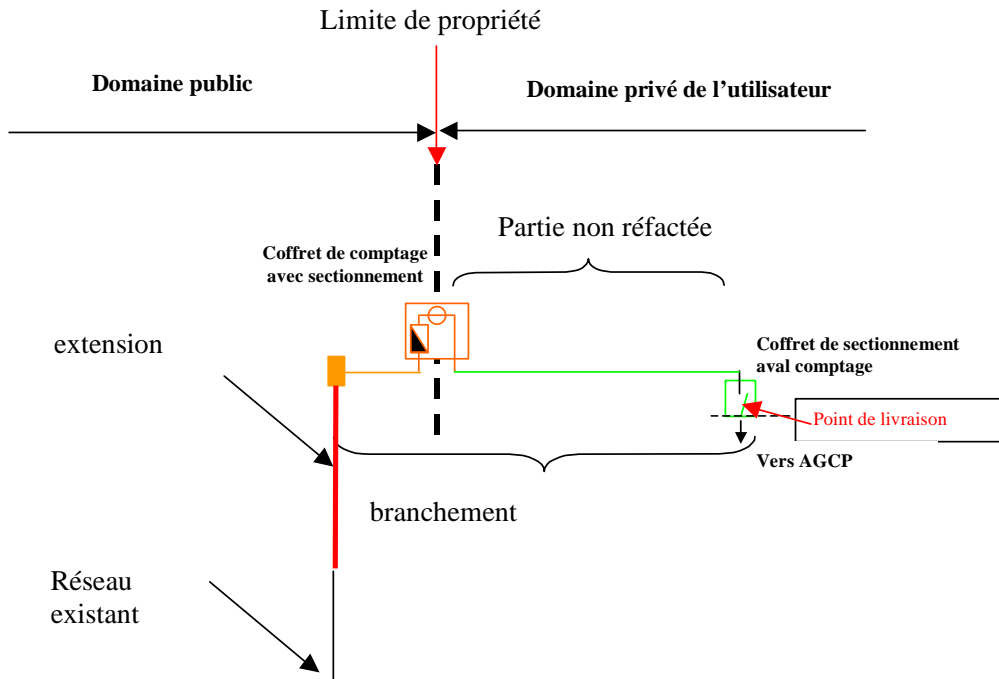 Limite de propriété
Domaine public
Domaine privé de l’utilisateur
Partie non réfactée
Coffret de comptage
avec sectionnement
extension
Coffret de sectionnement
aval comptage
Point de livraison
Vers AGCP
branchement
Réseau
existant